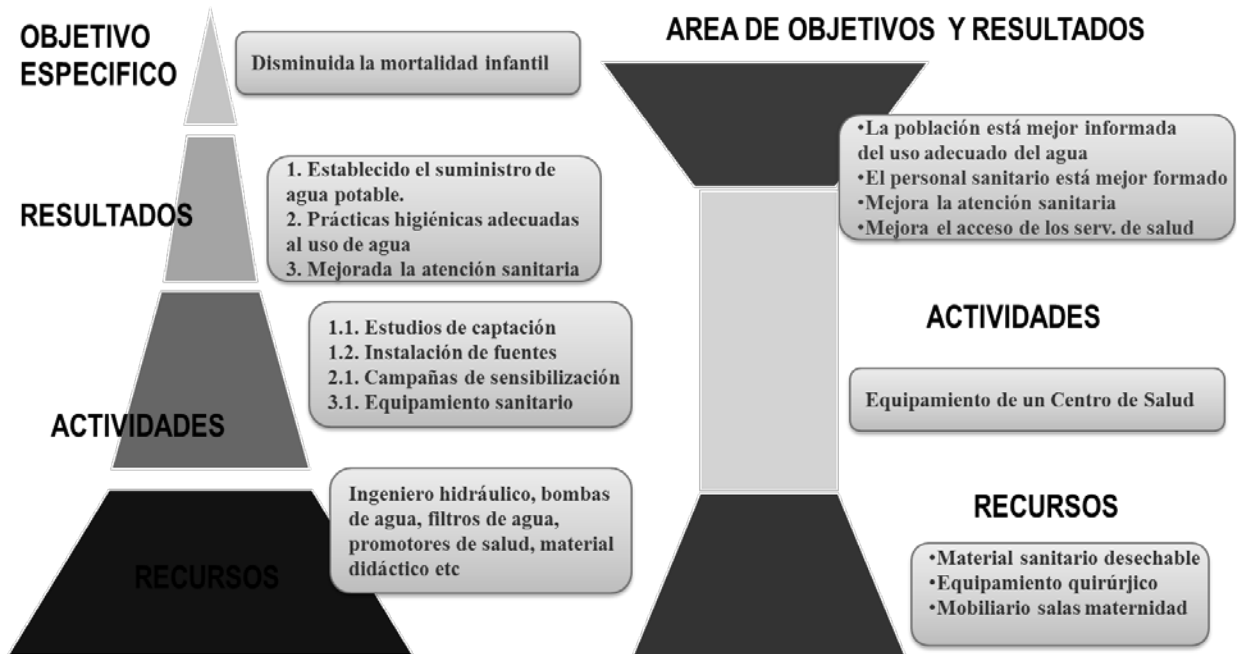 OBJETIVO
ESPECIFICO
Disminuida la mortalidad infantil
RESULTADOS
1. Establecido el suministro de
agua potable.
2. Prácticas higiénicas adecuadas
al uso de agua
3. Mejorada la atención sanitaria
ACTIVIDADES
1.1. Estudios de captación
1.2. Instalación de fuentes
2.1. Campañas de sensibilización
3.1. Equipamiento sanitario
RECURSOS
Ingeniero hidráulico, bombas
de agua, filtros de agua,
promotores de salud, material
didáctico etc
AREA DE OBJETIVOS Y RESULTADOS
•La población está mejor informada
del uso adecuado del agua
•El personal sanitario está mejor formado
•Mejora la atención sanitaria
•Mejora el acceso de los serv. de salud
ACTIVIDADES
Equipamiento de un Centro de Salud
RECURSOS
•Material sanitario desechable
•Equipamiento quirúrjico
•Mobiliario salas maternidad